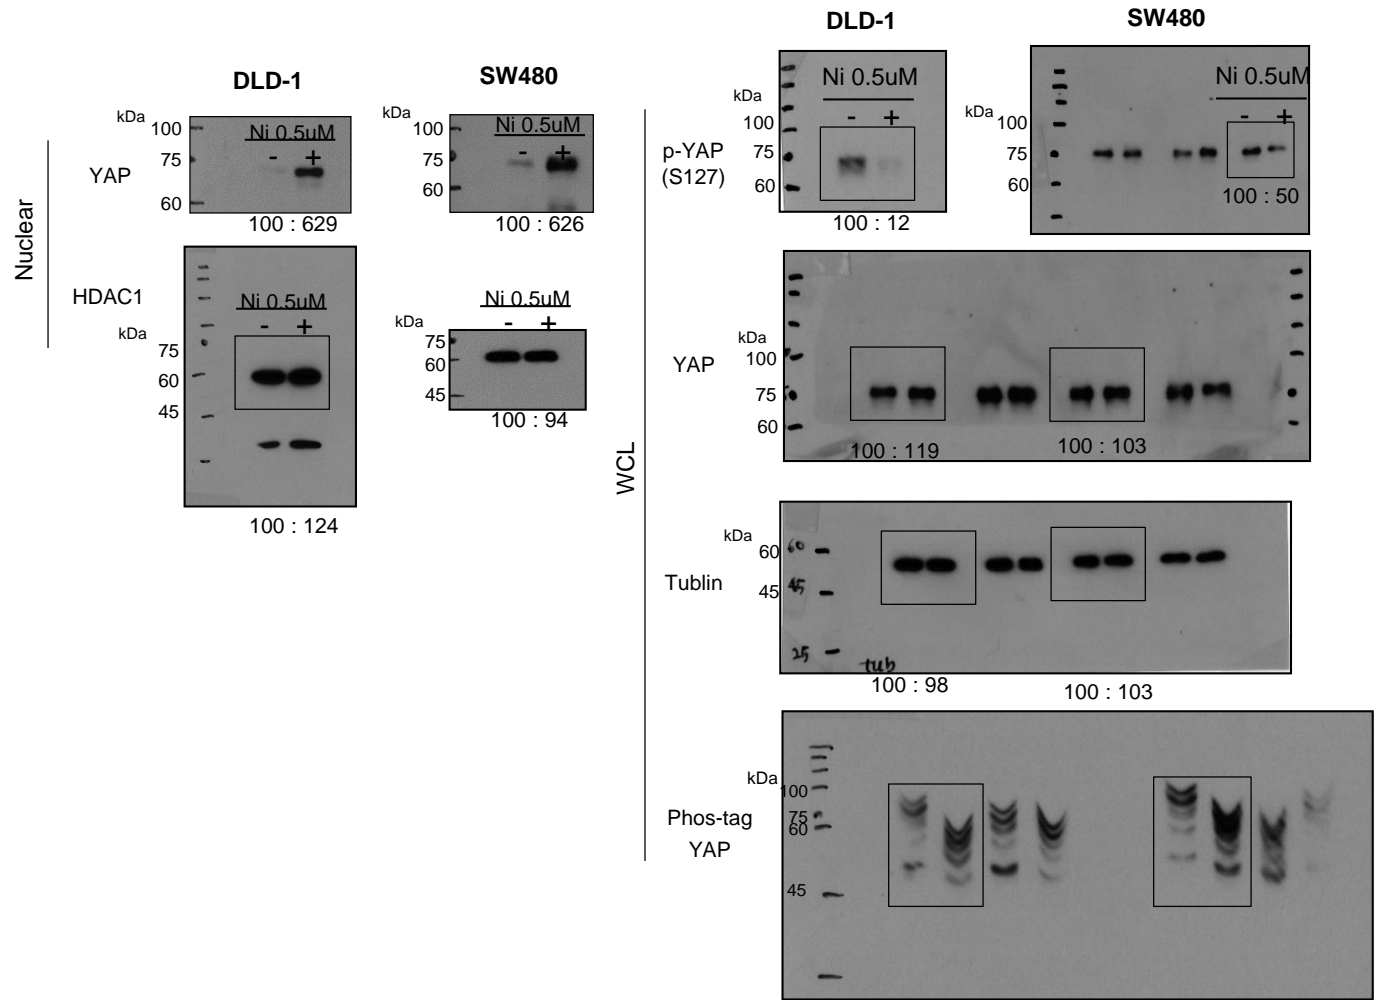 DLD-1
SW480
Nuclear
YAP
kDa
100
75
60
Ni 0.5uM
- +
100 : 629
kDa
100
75
60
Ni 0.5uM
- +
100 : 626
HDAC1
kDa
75
60
45
Ni 0.5uM
- +
100 : 124
kDa
75
60
45
Ni 0.5uM
- +
100 : 94
DLD-1
SW480
WCL
p-YAP
(S127)
kDa
100
75
60
Ni 0.5uM
- +
100 : 12
kDa
100
75
60
Ni 0.5uM
- +
100 : 50
YAP
kDa
100
75
60
100 : 119
100 : 103
Tublin
kDa
60 60
45 45
25
tub
100 : 98
100 : 103
Phos-tag
YAP
kDa
100
75
60
45